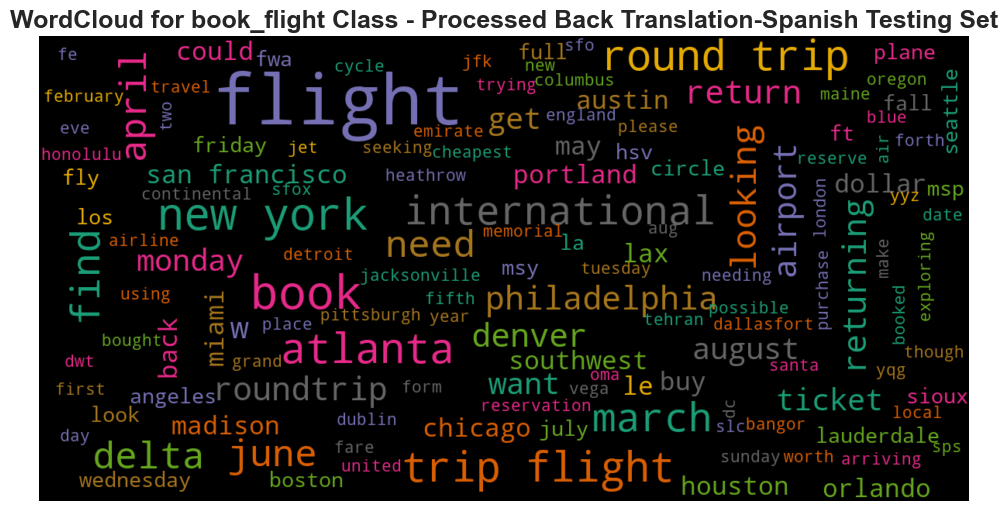 WordCloud for book_flight Class - Processed Back Translation-Spanish Testing Set
fe could fwa cycle jfk full sfo new round trip plane
february travel two april flight trying columbus austin return maine oregon fall seattle
eve honolulu friday jet emirate seeking cheapest get england please may hsv looking ft blue air forth
fly san francisco continental sfox heathrow portland circle airport reserve dollar yyz msp
los new york international memorial aug la lax purchase london returning make date
find airline monday detroit need jacksonville msy tuesday needing exploring
using book fifth philadelphia possible booked
miami w place pittsburgh year tehran dallasfort
bought back atlanta denver southwest august though
dwt grand oma santa yqg
first angeles roundtrip form want vega le buy ticket sioux
look reservation dc local
day madison dublin chicago july march slc bangor lauderdale sps
delta june fare united trip flight sunday worth arriving
wednesday boston houston orlando